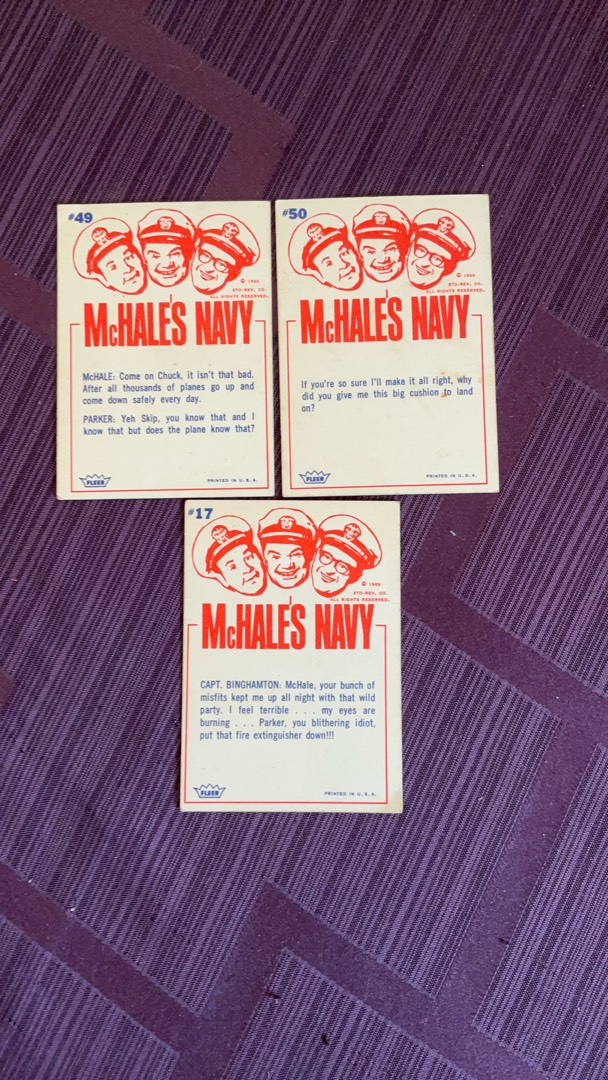 #49
© 1965
STO-REV. CO.
ALL RIGHTS RESERVED.
McHALE'S NAVY
McHALE: Come on Chuck, it isn't that bad.
After all thousands of planes go up and
come down safely every day.
PARKER: Yeh Skip, you know that and I
know that but does the plane know that?
FLEER
PRINTED IN U. S. A.
#50
© 1965
STO-REV. CO.
ALL RIGHTS RESERVED.
McHALE'S NAVY
If you're so sure I'll make it all right, why
did you give me this big cushion to land
on?
FLEER
PRINTED IN U. S. A.
#17
© 1965
STO-REV. CO.
ALL RIGHTS RESERVED.
McHALE'S NAVY
CAPT. BINGHAMTON: McHale, your bunch of
misfits kept me up all night with that wild
party. I feel terrible . . . my eyes are
burning . . . Parker, you blithering idiot,
put that fire extinguisher down!!!
FLEER
PRINTED IN U. S. A.